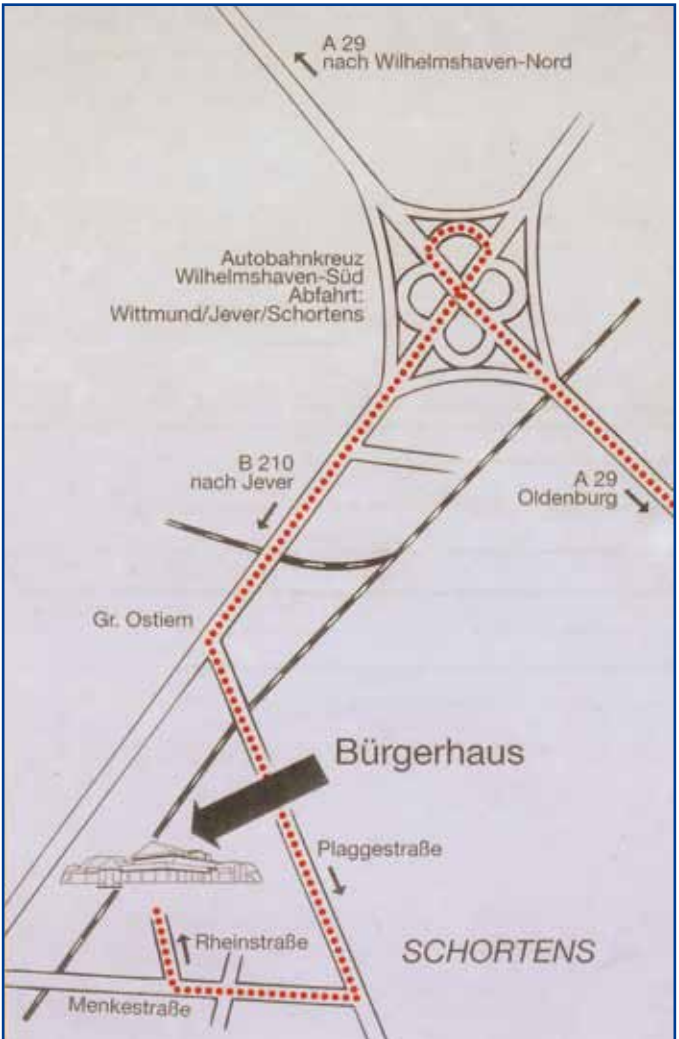 A 29
nach Wilhelmshaven-Nord
Autobahnkreuz
Wilhelmshaven-Süd
Abfahrt:
Wittmund/Jever/Schortens
B 210
nach Jever
A 29
Oldenburg
Gr. Ostiem
Bürgerhaus
Plaggestraße
Rheinstraße
SCHORTENS
Menkestraße